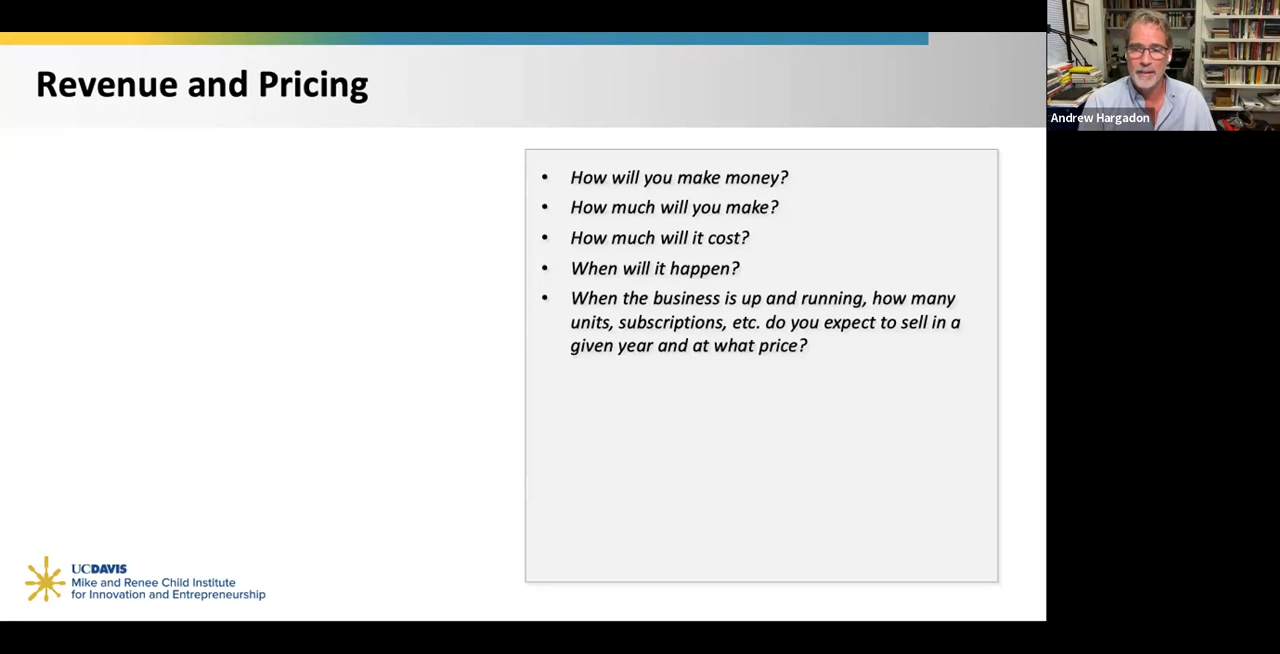 Revenue and Pricing
Andrew Hargadon
• How will you make money?
• How much will you make?
• How much will it cost?
• When will it happen?
• When the business is up and running, how many
units, subscriptions, etc. do you expect to sell in a
given year and at what price?
UCDAVIS
Mike and Renee Child Institute
for Innovation and Entrepreneurship